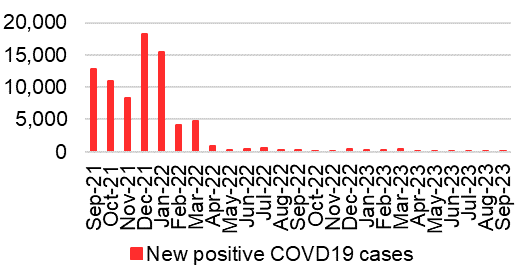 20,000
15,000
10,000
5,000
0
Sep-21
Oct-21
Nov-21
Dec-21
Jan-22
Feb-22
Mar-22
Apr-22
May-22
Jun-22
Jul-22
Aug-22
Sep-22
Oct-22
Nov-22
Dec-22
Jan-23
Feb-23
Mar-23
Apr-23
May-23
Jun-23
Jul-23
Aug-23
Sep-23
New positive COVD19 cases